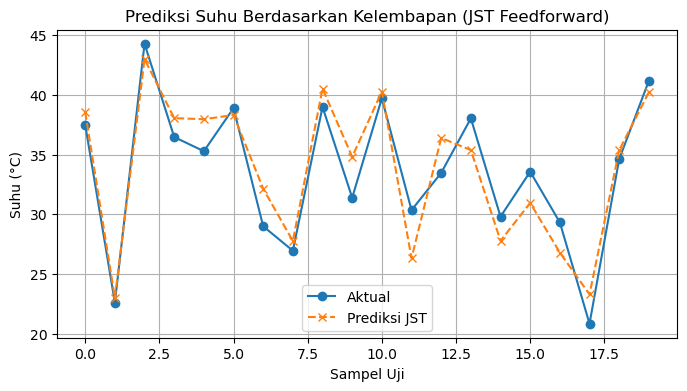 Prediksi Suhu Berdasarkan Kelembapan (JST Feedforward)
Suhu (°C)
45
40
35
30
25
20
Aktual
Prediksi JST
0.0 2.5 5.0 7.5 10.0 12.5 15.0 17.5
Sampel Uji